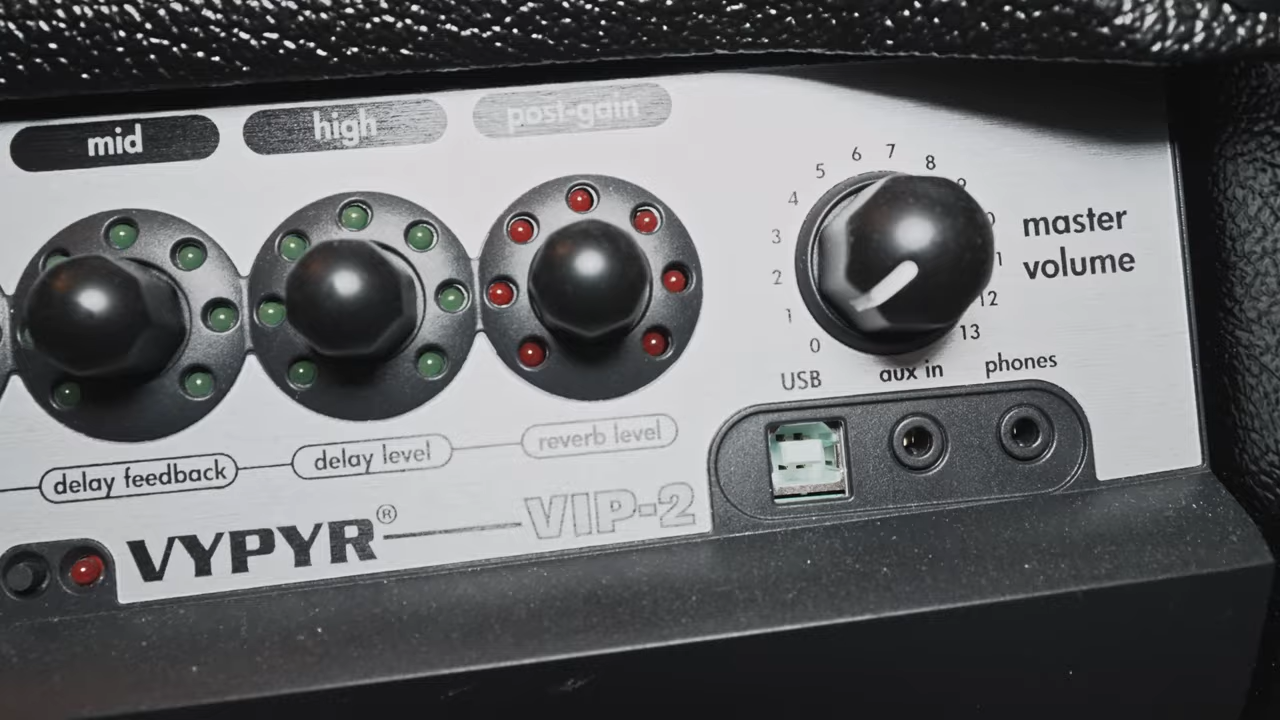 mid
high
post-gain
0
1
2
3
4
5
6
7
8
12
13
master
volume
USB
aux in
phones
delay feedback
delay level
reverb level
VYPYR®
VIP-2